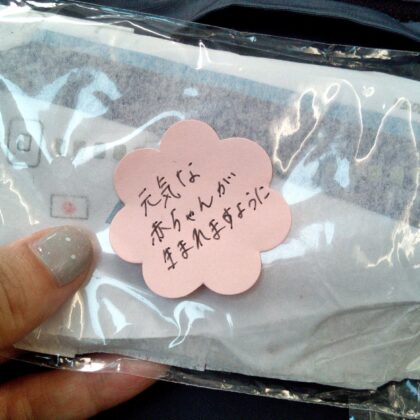 元気な
赤ちゃんが
生まれますように